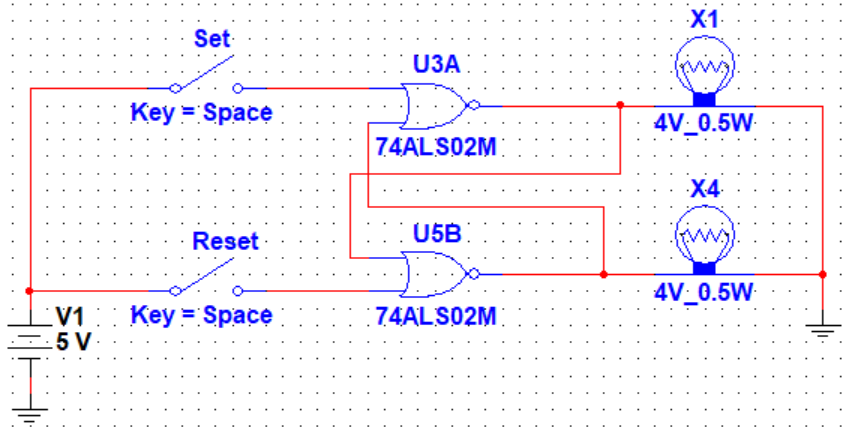 Set
Key = Space
U3A
74ALS02M
X1
4V_0.5W
Reset
Key = Space
U5B
74ALS02M
X4
4V_0.5W
V1
5 V